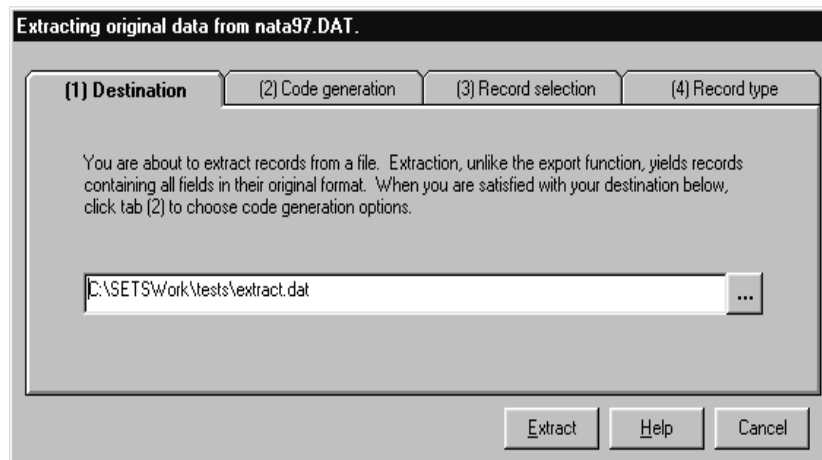 Extracting original data from nata97.DAT.
(1) Destination (2) Code generation (3) Record selection (4) Record type
You are about to extract records from a file. Extraction, unlike the export function, yields records
containing all fields in their original format. When you are satisfied with your destination below,
click tab (2) to choose code generation options.
C:\SETSWork\tests\extract.dat ...
Extract Help Cancel